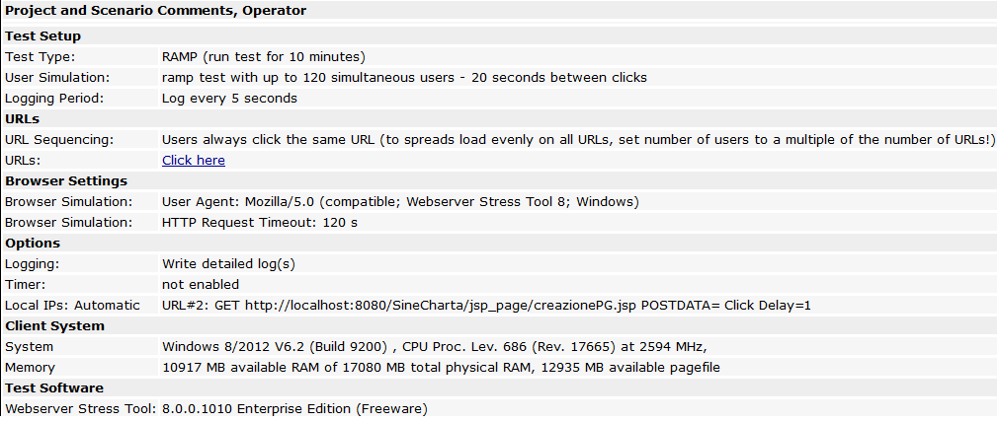 Project and Scenario Comments, Operator
Test Setup
Test Type: RAMP (run test for 10 minutes)
User Simulation: ramp test with up to 120 simultaneous users - 20 seconds between clicks
Logging Period: Log every 5 seconds
URLs
URL Sequencing: Users always click the same URL (to spreads load evenly on all URLs, set number of users to a multiple of the number of URLs!)
URLs: Click here
Browser Settings
Browser Simulation: User Agent: Mozilla/5.0 (compatible; Webserver Stress Tool 8; Windows)
Browser Simulation: HTTP Request Timeout: 120 s
Options
Logging: Write detailed log(s)
Timer: not enabled
Local IPs: Automatic URL#2: GET http://localhost:8080/SineCharta/jsp_page/creazionePG.jsp POSTDATA= Click Delay=1
Client System
System Windows 8/2012 V6.2 (Build 9200) , CPU Proc. Lev. 686 (Rev. 17665) at 2594 MHz,
Memory 10917 MB available RAM of 17080 MB total physical RAM, 12935 MB available pagefile
Test Software
Webserver Stress Tool: 8.0.0.1010 Enterprise Edition (Freeware)